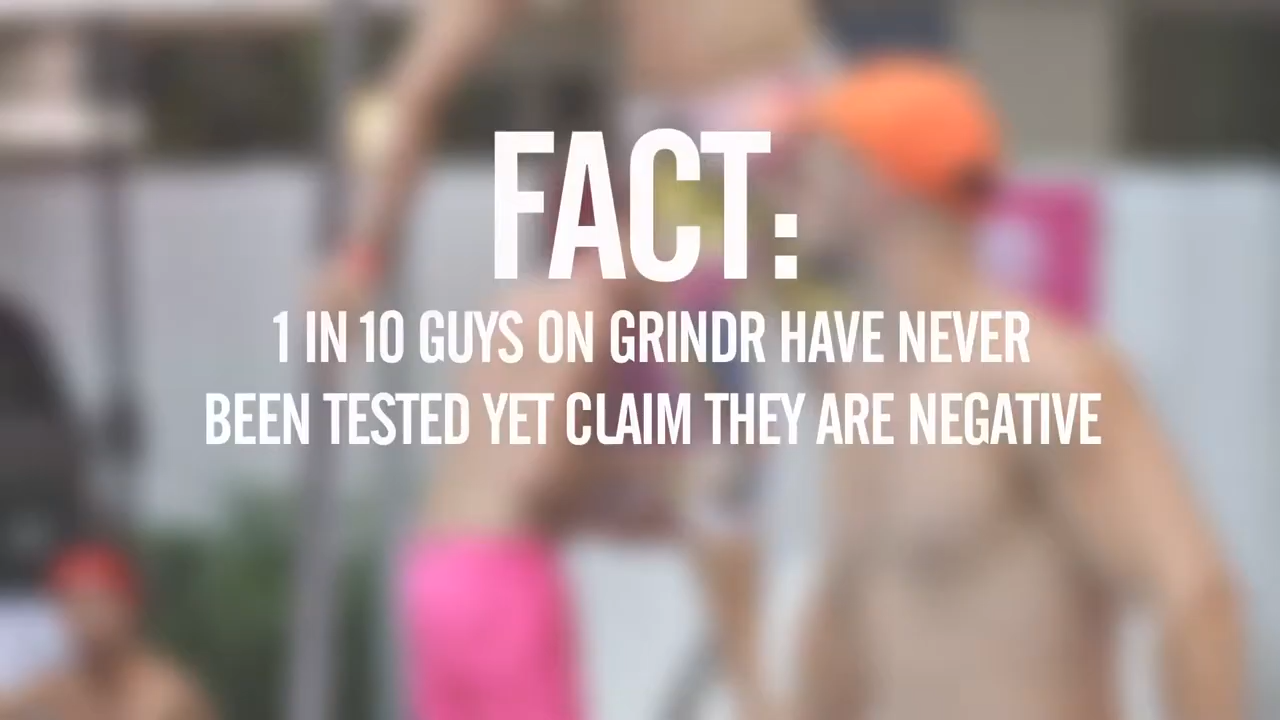 FACT:
1 IN 10 GUYS ON GRINDR HAVE NEVER
BEEN TESTED YET CLAIM THEY ARE NEGATIVE